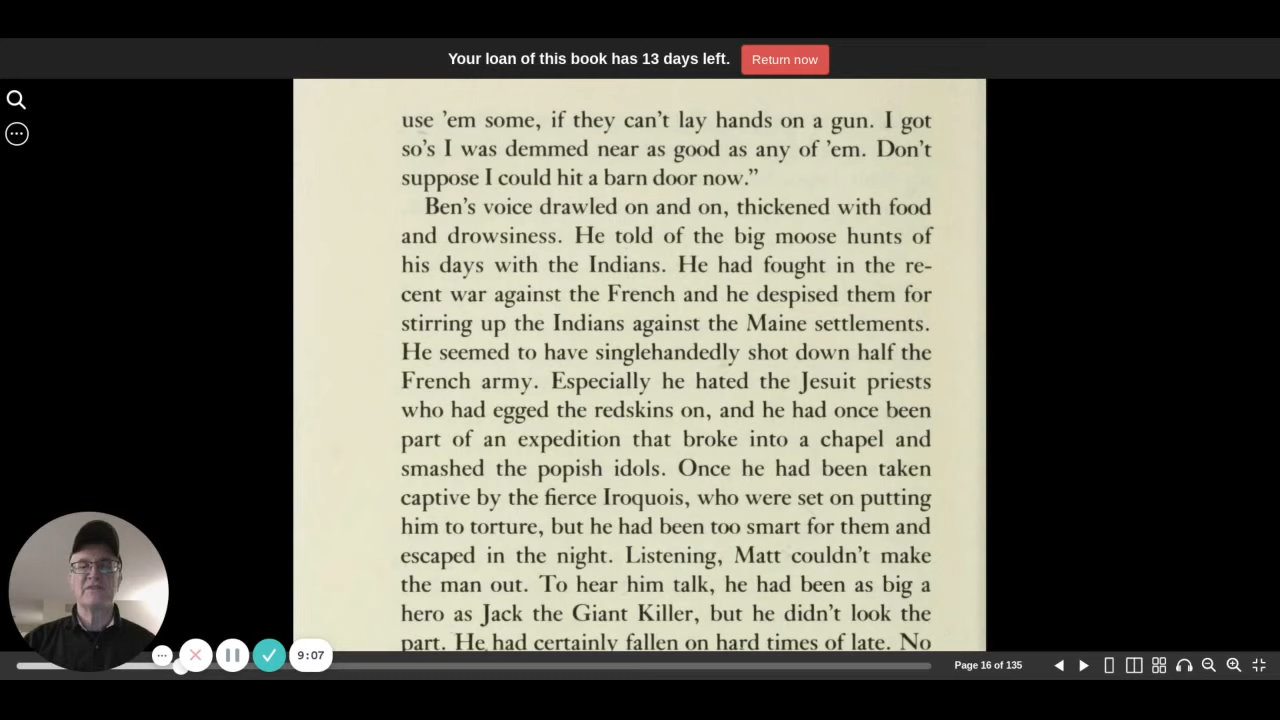 Your loan of this book has 13 days left. Return now
use ’em some, if they can’t lay hands on a gun. I got
so’s I was demmed near as good as any of ’em. Don’t
suppose I could hit a barn door now.”
Ben’s voice drawled on and on, thickened with food
and drowsiness. He told of the big moose hunts of
his days with the Indians. He had fought in the re-
cent war against the French and he despised them for
stirring up the Indians against the Maine settlements.
He seemed to have singlehandedly shot down half the
French army. Especially he hated the Jesuit priests
who had egged the redskins on, and he had once been
part of an expedition that broke into a chapel and
smashed the popish idols. Once he had been taken
captive by the fierce Iroquois, who were set on putting
him to torture, but he had been too smart for them and
escaped in the night. Listening, Matt couldn’t make
the man out. To hear him talk, he had been as big a
hero as Jack the Giant Killer, but he didn’t look the
part. He had certainly fallen on hard times of late. No
9:07
Page 16 of 135